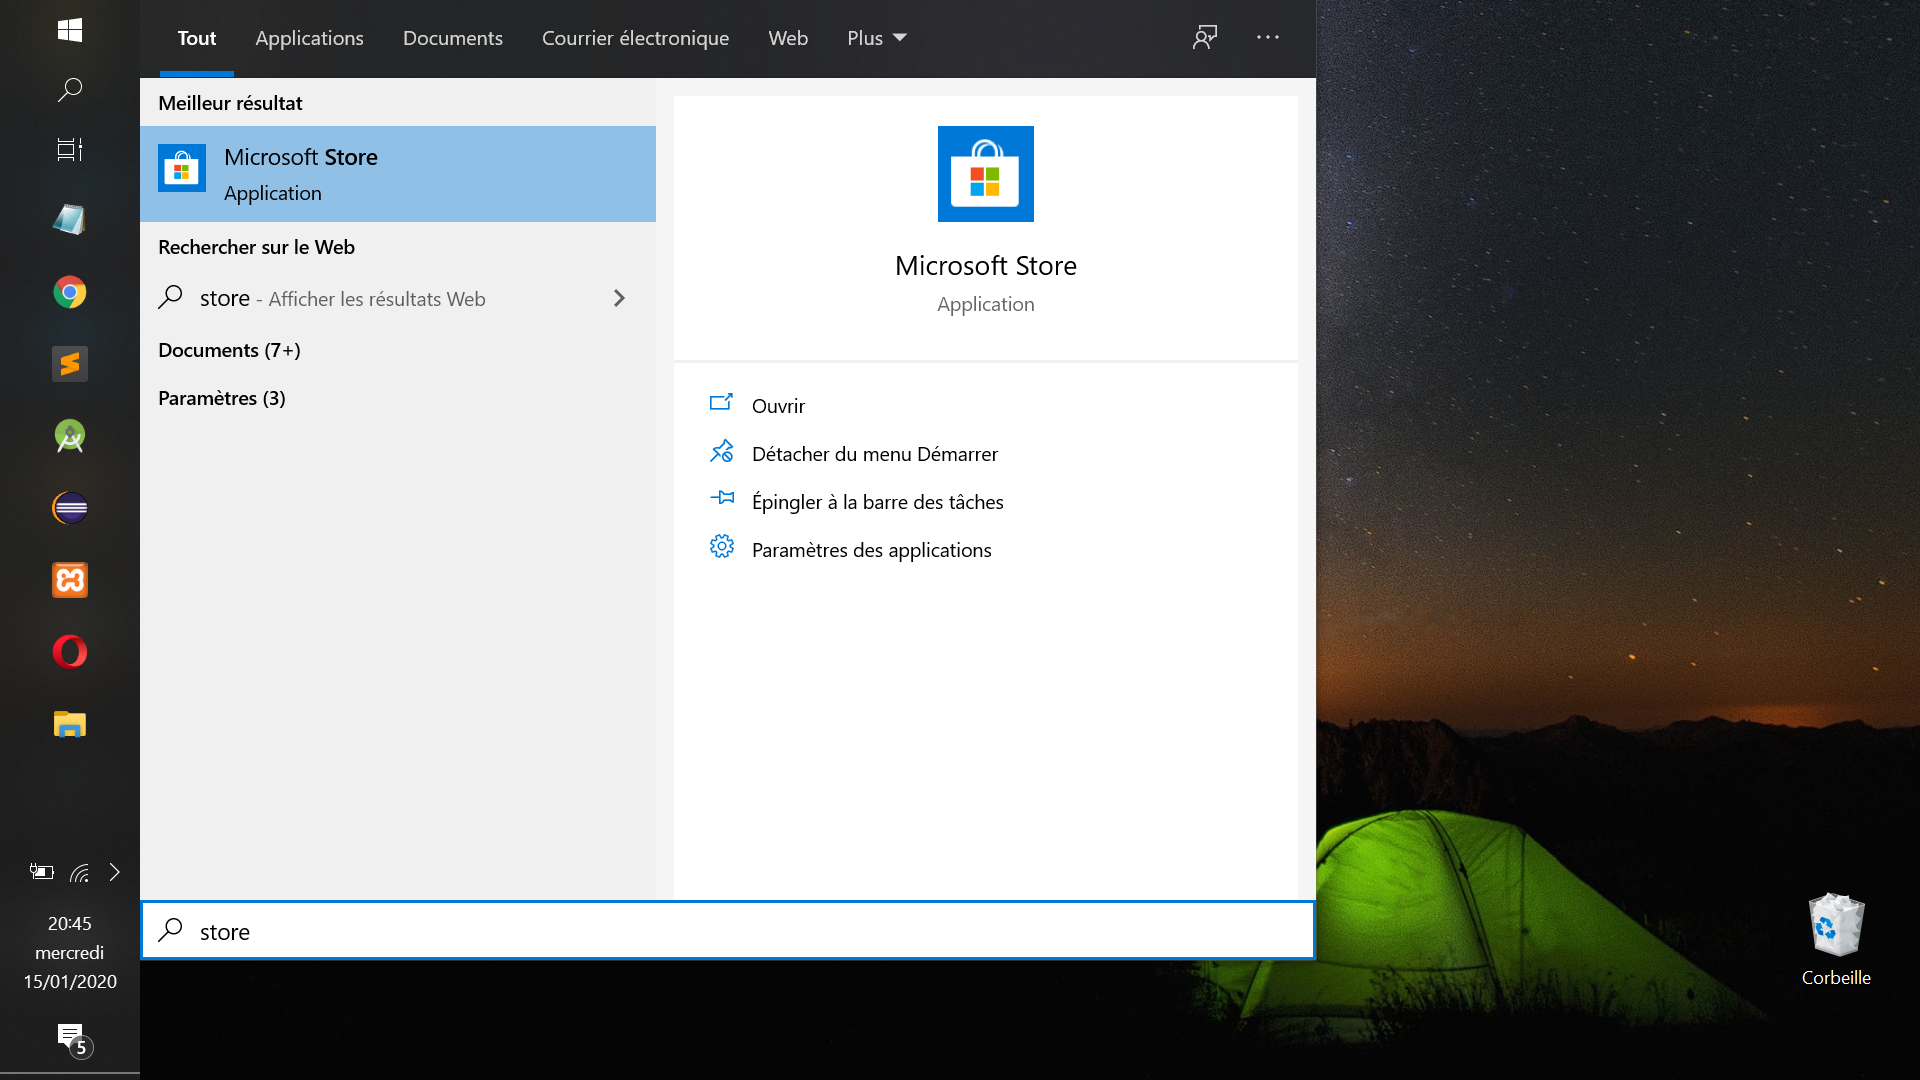 Tout Applications Documents Courrier électronique Web Plus
Meilleur résultat
Microsoft Store
Application
Rechercher sur le Web
store - Afficher les résultats Web
Documents (7+)
Paramètres (3)
Microsoft Store
Application
Ouvrir
Détacher du menu Démarrer
Épingler à la barre des tâches
Paramètres des applications
store
20:45
mercredi
15/01/2020
5
Corbeille